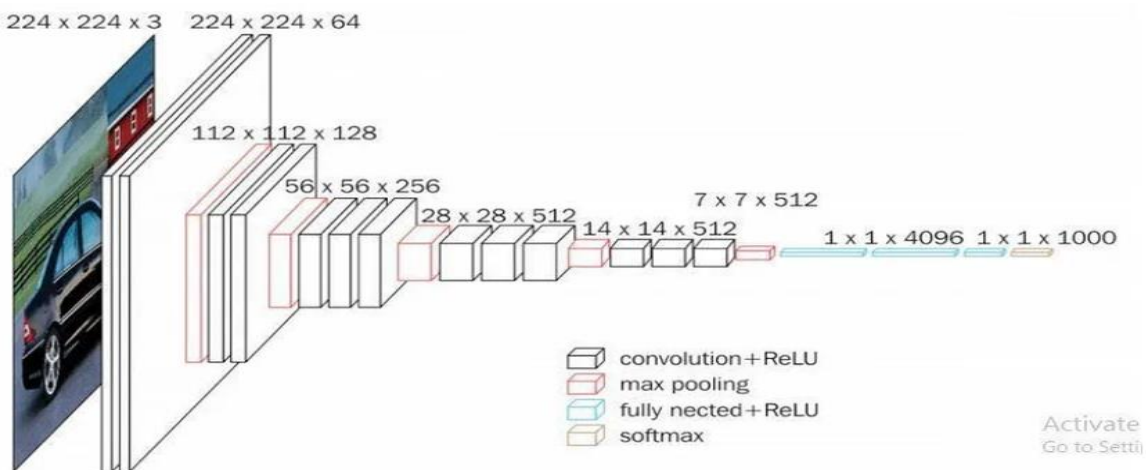 224 x 224 x 3
224 x 224 x 64
112 x 112 x 128
56 x 56 x 256
28 x 28 x 512
14 x 14 x 512
7 x 7 x 512
1 x 1 x 4096
1 x 1 x 1000
convolution+ReLU
max pooling
fully nected+ReLU
softmax
Activate
Go to Setti